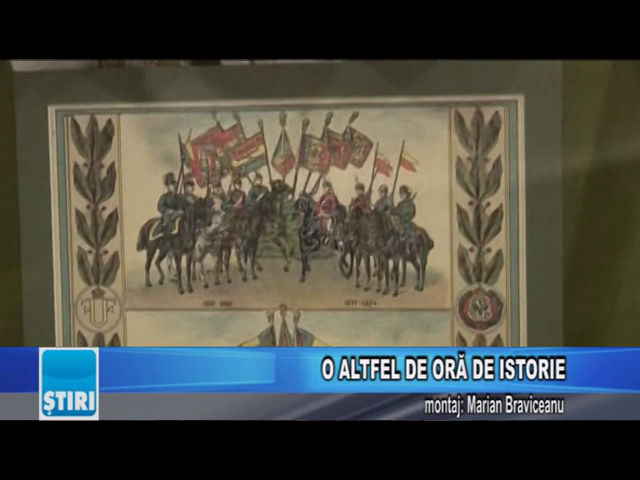 O ALTFEL DE ORĂ DE ISTORIE
montaj: Marian Braviceanu
ȘTIRI